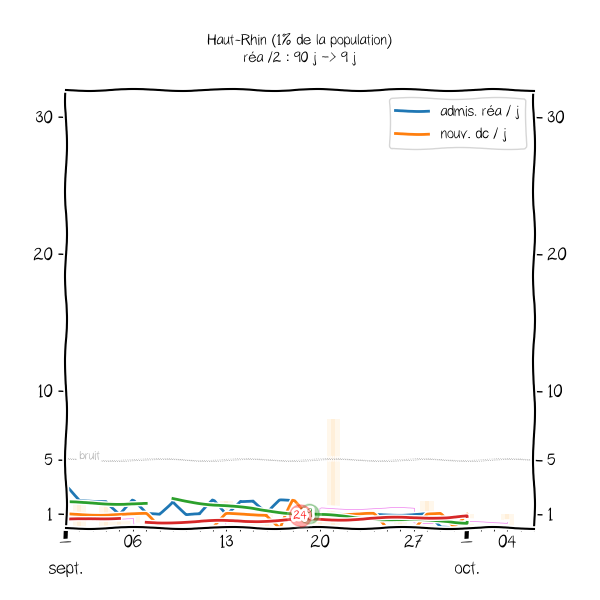 Haut-Rhin (1% de la population)
réa /2 : 90 j -> 9 j
admis. réa / j
nouv. dc / j
30
30
20
20
10
10
5
bruit
5
1
24
1
06
13
20
27
04
sept.
oct.